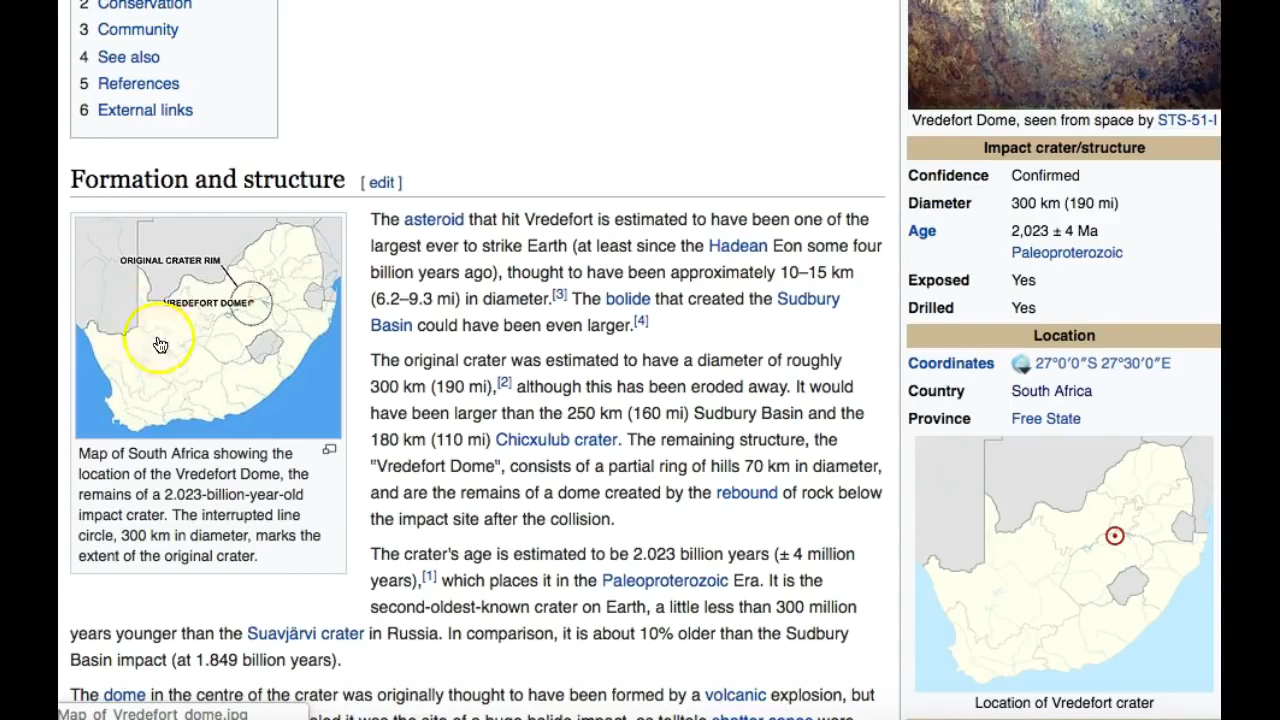 2 Conservation
3 Community
4 See also
5 References
6 External links
Formation and structure [ edit ]
ORIGINAL CRATER RIM
VREDEFORT DOME
Map of South Africa showing the
location of the Vredefort Dome, the
remains of a 2.023-billion-year-old
impact crater. The interrupted line
circle, 300 km in diameter, marks the
extent of the original crater.
The asteroid that hit Vredefort is estimated to have been one of the
largest ever to strike Earth (at least since the Hadean Eon some four
billion years ago), thought to have been approximately 10–15 km
(6.2–9.3 mi) in diameter.[3] The bolide that created the Sudbury
Basin could have been even larger.[4]
The original crater was estimated to have a diameter of roughly
300 km (190 mi),[2] although this has been eroded away. It would
have been larger than the 250 km (160 mi) Sudbury Basin and the
180 km (110 mi) Chicxulub crater. The remaining structure, the
"Vredefort Dome", consists of a partial ring of hills 70 km in diameter,
and are the remains of a dome created by the rebound of rock below
the impact site after the collision.
The crater's age is estimated to be 2.023 billion years (± 4 million
years),[1] which places it in the Paleoproterozoic Era. It is the
second-oldest-known crater on Earth, a little less than 300 million
years younger than the Suavjärvi crater in Russia. In comparison, it is about 10% older than the Sudbury
Basin impact (at 1.849 billion years).
The dome in the centre of the crater was originally thought to have been formed by a volcanic explosion, but
it was the site of a huge bolide impact, as telltale shatter cones were
Map_of_Vredefort_dome.jpg
Vredefort Dome, seen from space by STS-51-I
Impact crater/structure
Confidence Confirmed
Diameter 300 km (190 mi)
Age 2,023 ± 4 Ma
Paleoproterozoic
Exposed Yes
Drilled Yes
Location
Coordinates 27°0′0″S 27°30′0″E
Country South Africa
Province Free State
Location of Vredefort crater